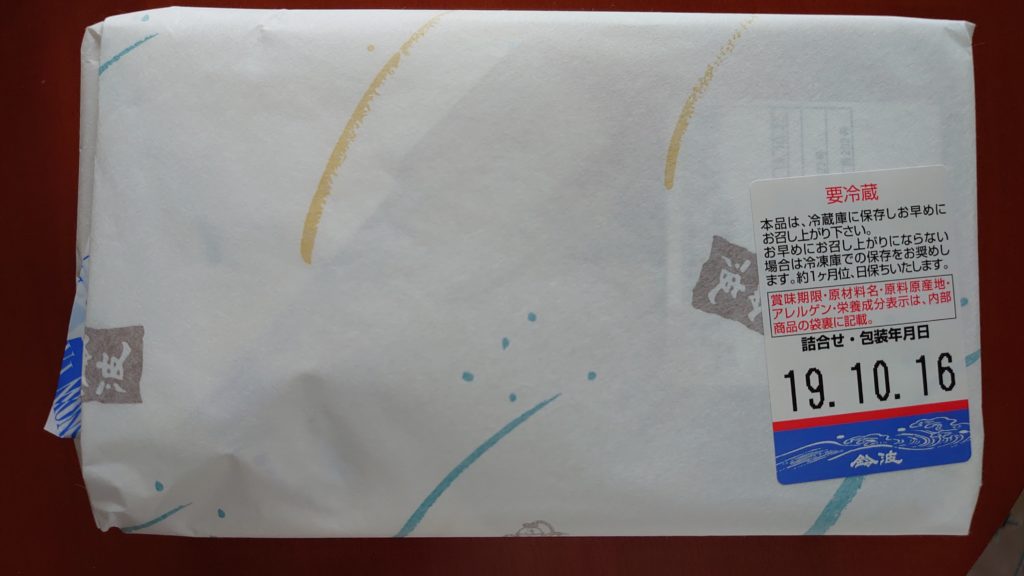 要冷蔵
本品は、冷蔵庫に保存しお早めに
お召し上がり下さい。
お早めにお召し上がりにならない
場合は冷凍庫での保存をお奨めし
ます。約1ヶ月位、日保ちいたします。
賞味期限・原材料名・原料原産地・
アレルゲン・栄養成分表示は、内部
商品の袋裏に記載。
詰合せ・包装年月日
19.10.16
鈴波
鈴波
鈴波